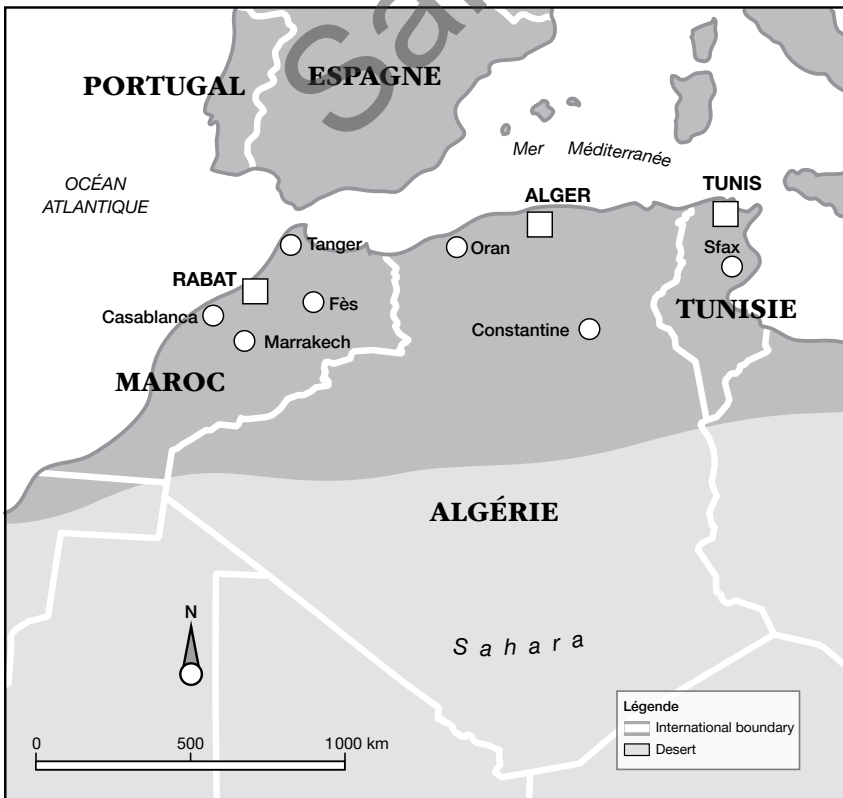 Sa
PORTUGAL
ESPAGNE
Mer Méditerranée
OCÉAN
ATLANTIQUE
ALGER
TUNIS
Tanger
Oran
Sfax
RABAT
Fès
TUNISIE
Casablanca
Constantine
Marrakech
MAROC
ALGÉRIE
N
Sahara
Légende
International boundary
Desert
0 500 1000 km